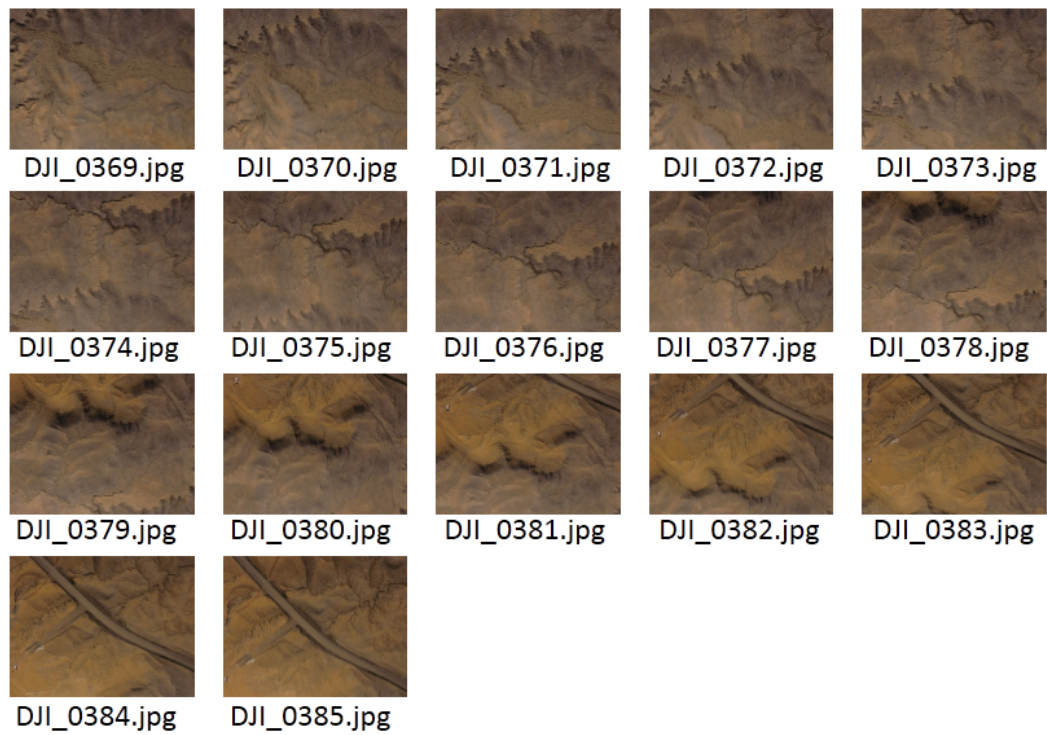 DJI_0369.jpg DJI_0370.jpg DJI_0371.jpg DJI_0372.jpg DJI_0373.jpg
DJI_0374.jpg DJI_0375.jpg DJI_0376.jpg DJI_0377.jpg DJI_0378.jpg
DJI_0379.jpg DJI_0380.jpg DJI_0381.jpg DJI_0382.jpg DJI_0383.jpg
DJI_0384.jpg DJI_0385.jpg